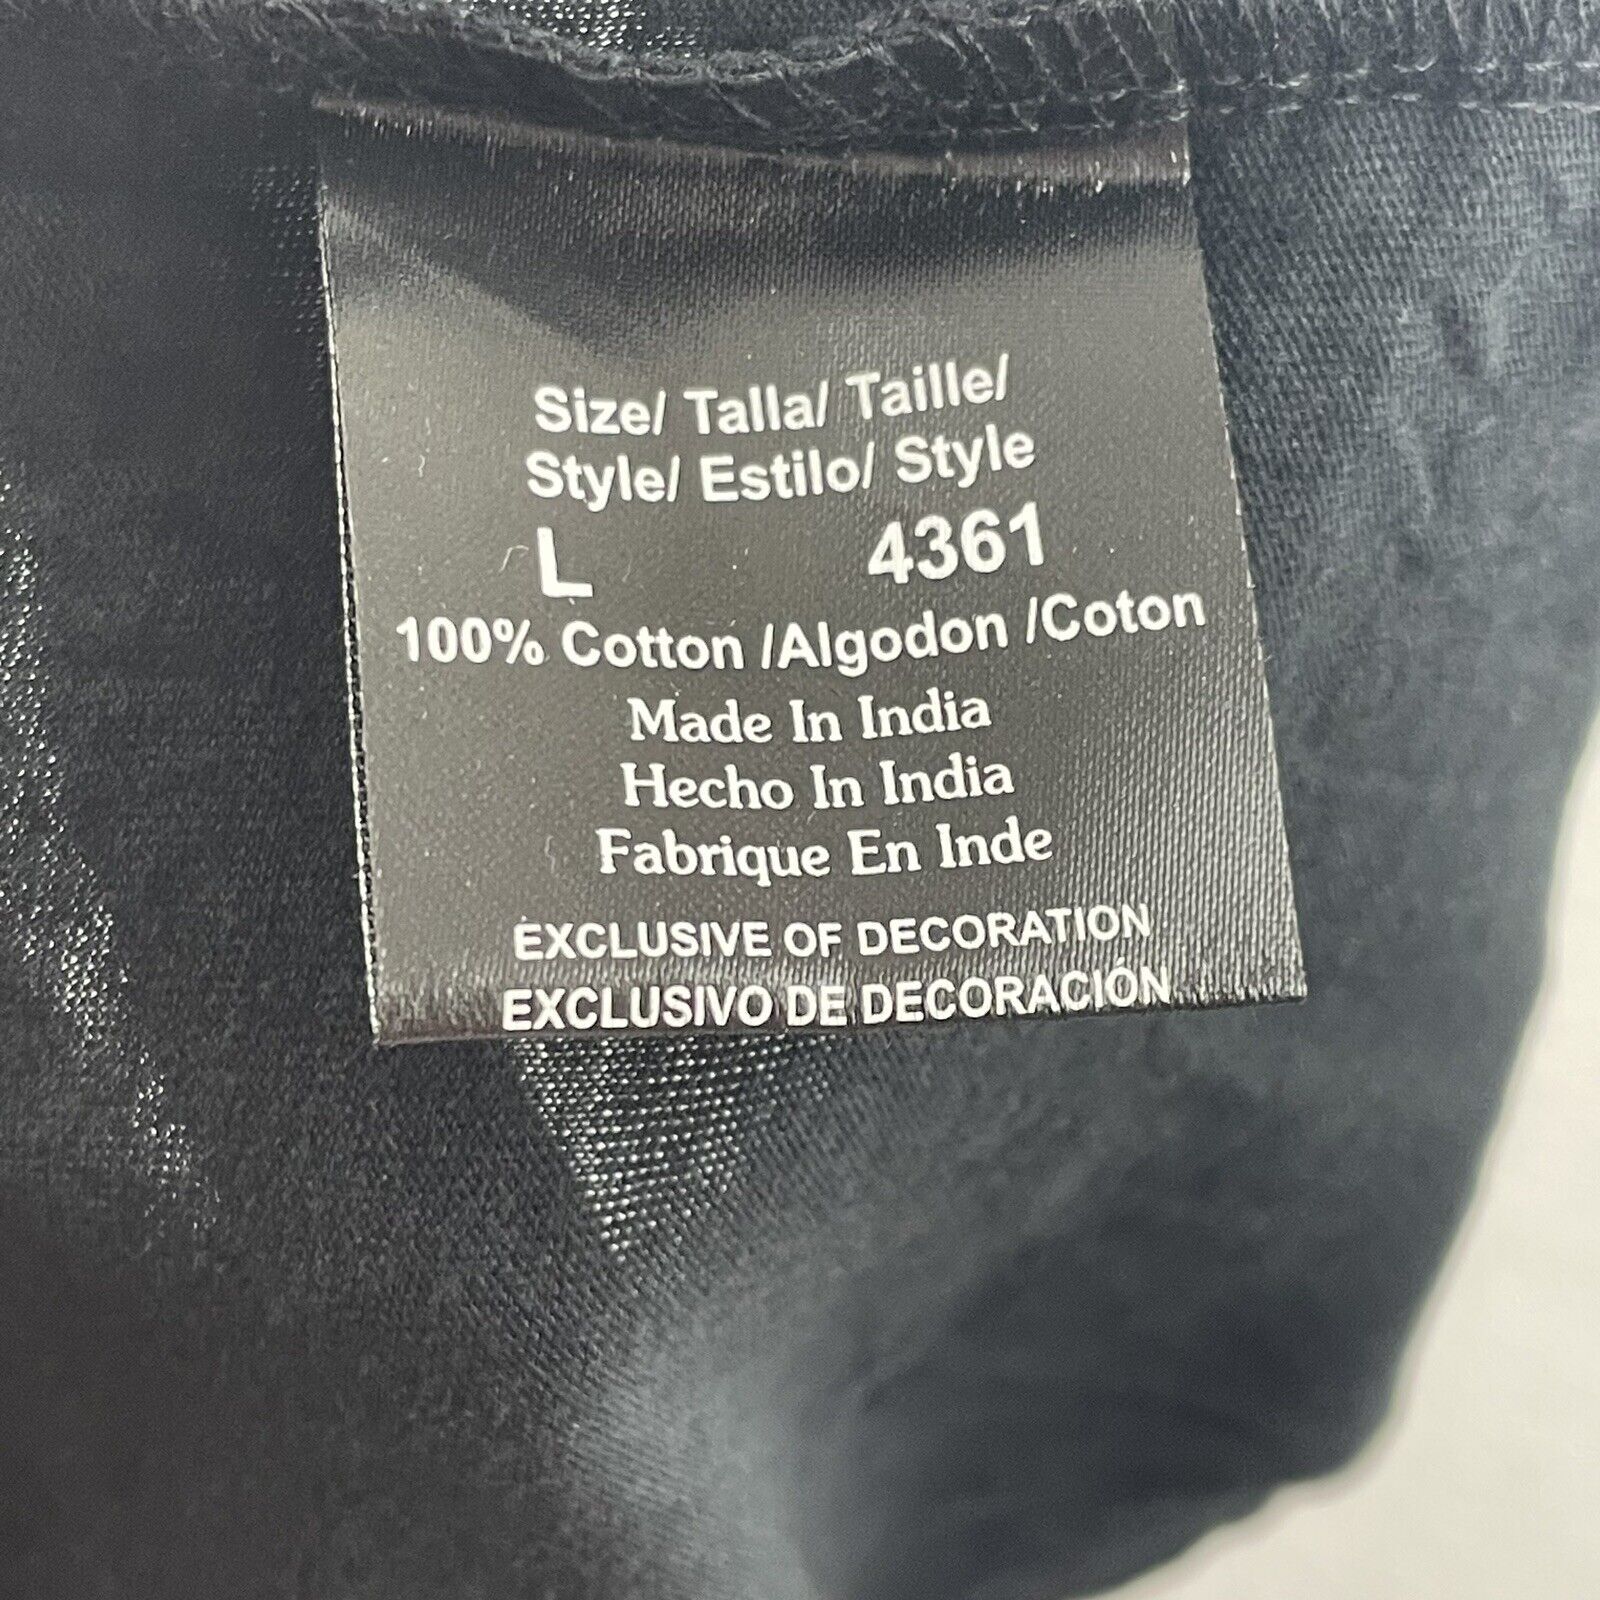 Size/ Talla/ Taille/
Style/ Estilo/ Style
L 4361
100% Cotton /Algodon /Coton
Made In India
Hecho In India
Fabrique En Inde
EXCLUSIVE OF DECORATION
EXCLUSIVO DE DECORACIÓN